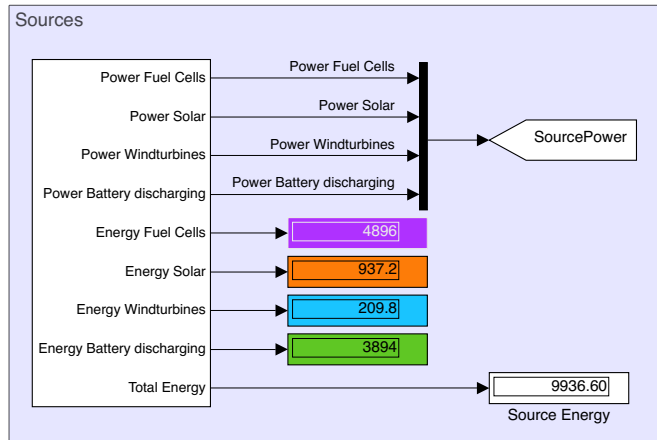 Sources
Power Fuel Cells
Power Fuel Cells
Power Solar
Power Solar
SourcePower
Power Windturbines
Power Windturbines
Power Battery discharging
Power Battery discharging
Energy Fuel Cells
4896
Energy Solar
937.2
Energy Windturbines
209.8
Energy Battery discharging
3894
Total Energy
9936.60
Source Energy